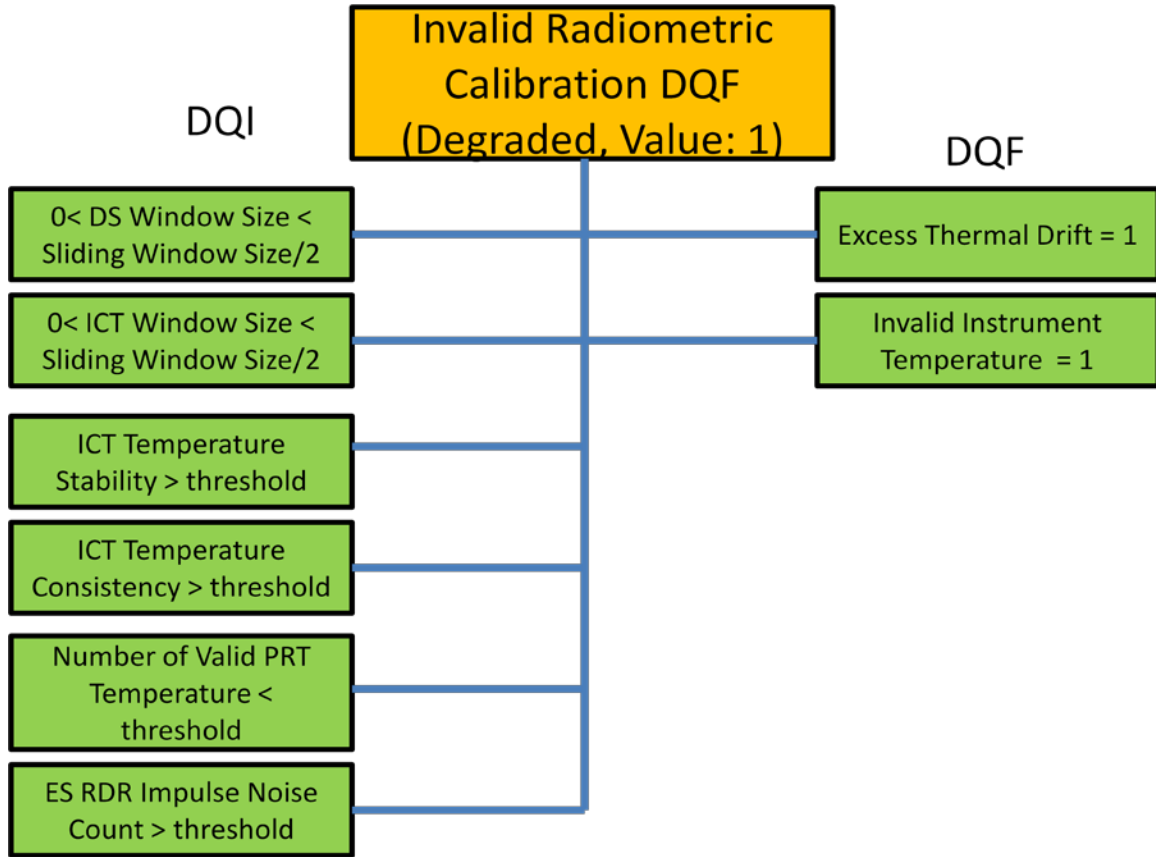 Invalid Radiometric
Calibration DQF
(Degraded, Value: 1)
DQI
DQF
0< DS Window Size <
Sliding Window Size/2
0< ICT Window Size <
Sliding Window Size/2
ICT Temperature
Stability > threshold
ICT Temperature
Consistency > threshold
Number of Valid PRT
Temperature <
threshold
ES RDR Impulse Noise
Count > threshold
Excess Thermal Drift = 1
Invalid Instrument
Temperature = 1